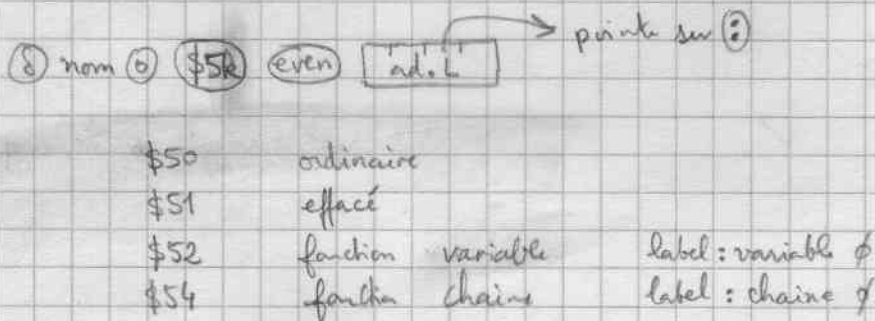 pointe sur :
8 nom 0 $5k even ad.L
$50 ordinaire
$51 effacé
$52 fonction variable label : variable ø
$54 fonction chaine label : chaine ø